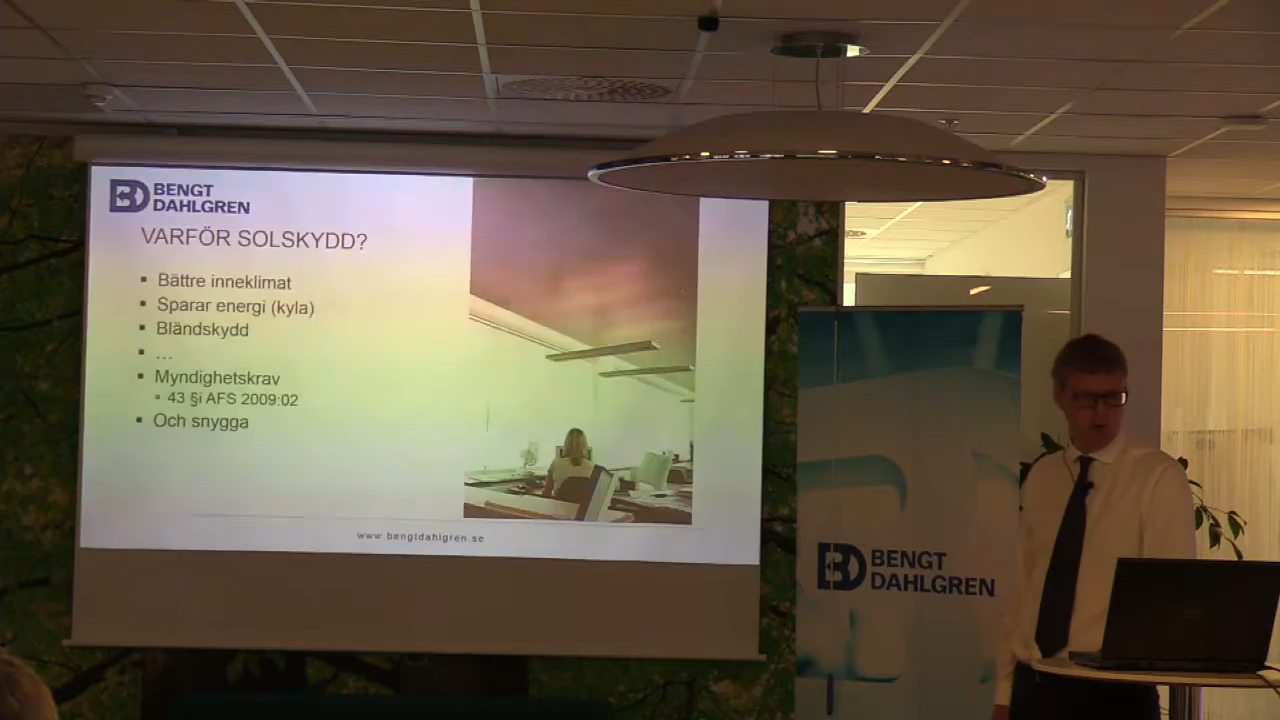 BENGT
DAHLGREN
VARFÖR SOLSKYDD?
▪ Bättre inneklimat
▪ Sparar energi (kyla)
▪ Bländskydd
▪ …
▪ Myndighetskrav
▪ 43 §i AFS 2009:02
▪ Och snygga
www.bengtdahlgren.se
BENGT
DAHLGREN